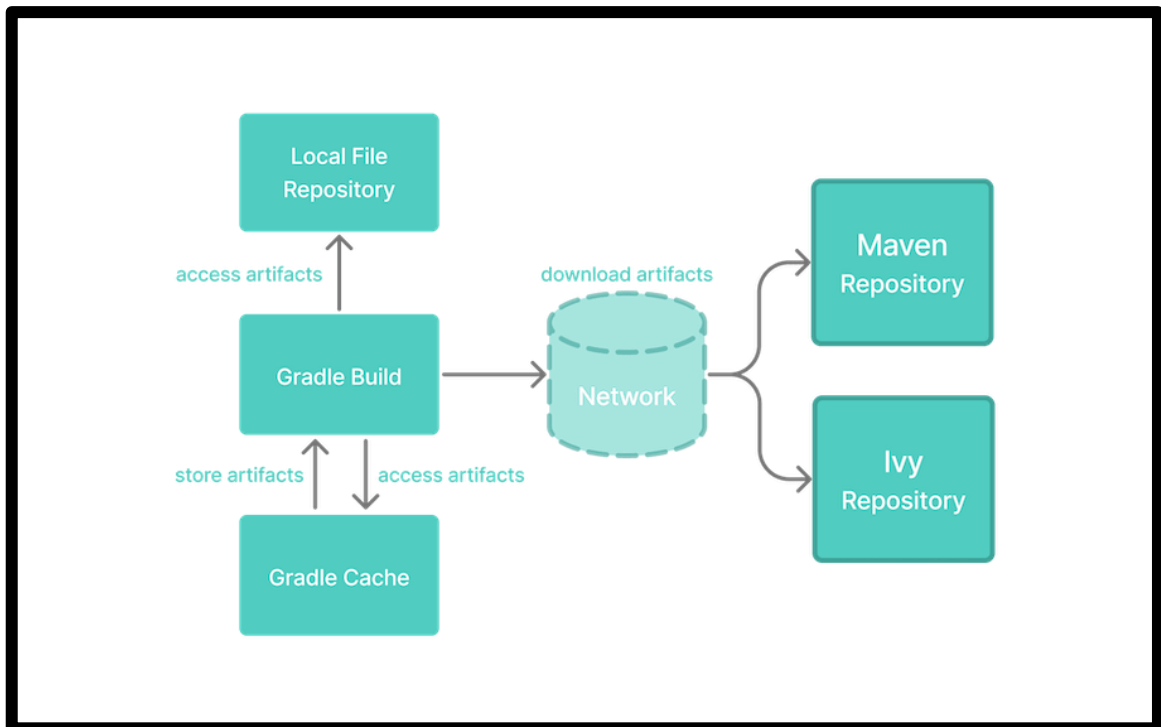 Local File
Repository
access artifacts
download artifacts
Maven
Repository
Gradle Build
Network
store artifacts
access artifacts
Ivy
Repository
Gradle Cache